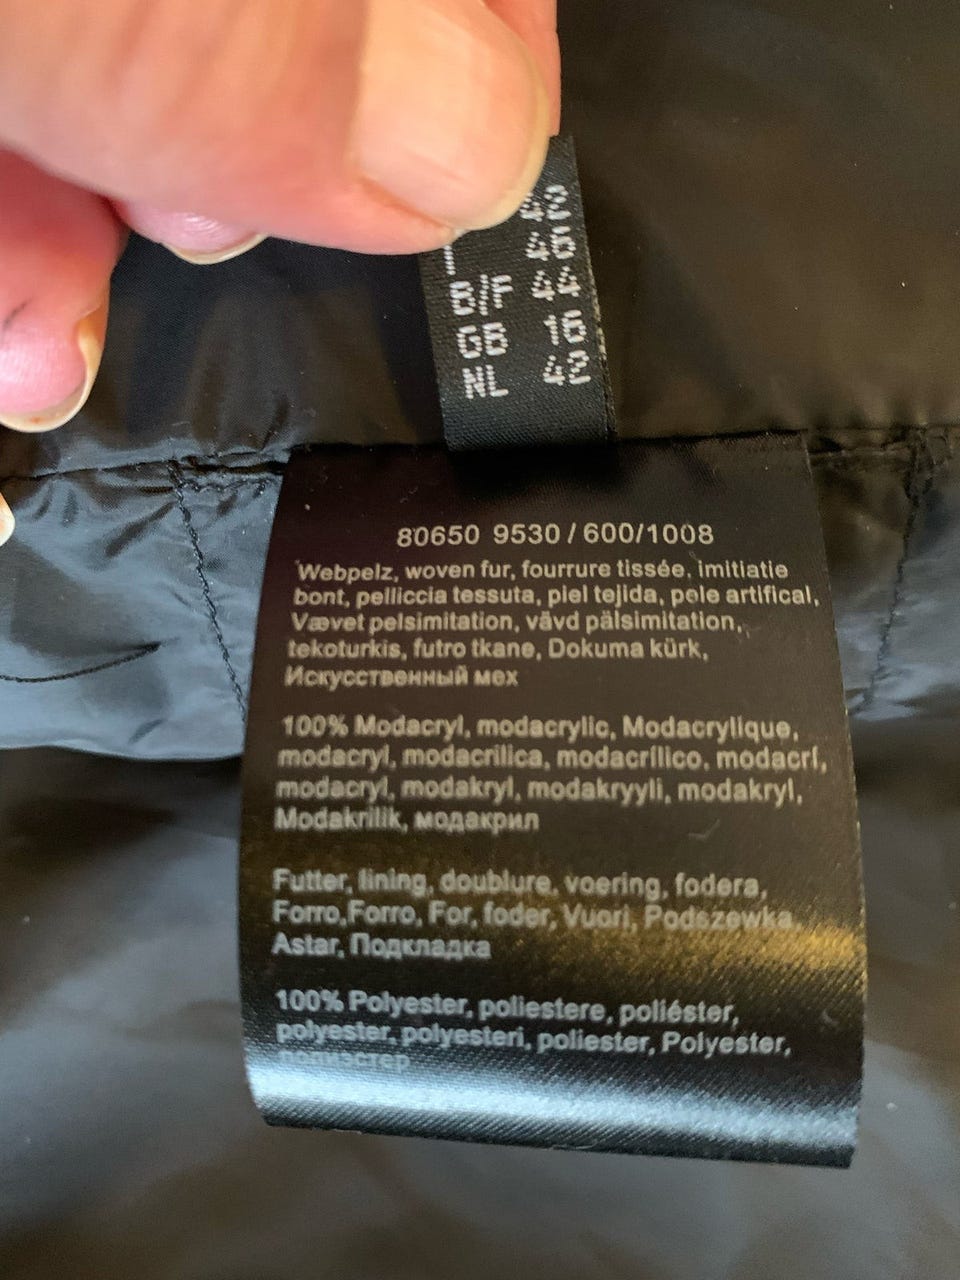 42
I 46
B/F 44
GB 16
NL 42
80650 9530 / 600/1008
Webpelz, woven fur, fourrure tissée, imitiatie
bont, pelliccia tessuta, piel tejida, pele artifical,
Vævet pelsimitation, vävd pälsimitation,
tekoturkis, futro tkane, Dokuma kürk,
Искусственный мех
100% Modacryl, modacrylic, Modacrylique,
modacryl, modacrilica, modacrílico, modacrí,
modacryl, modakryl, modakryyli, modakryl,
Modakrilik, модакрил
Futter, lining, doublure, voering, fodera,
Forro,Forro, For, foder, Vuori, Podszewka
Astar, Подкладка
100% Polyester, poliestere, poliéster,
polyester, polyesteri, poliester, Polyester,
полиэстер